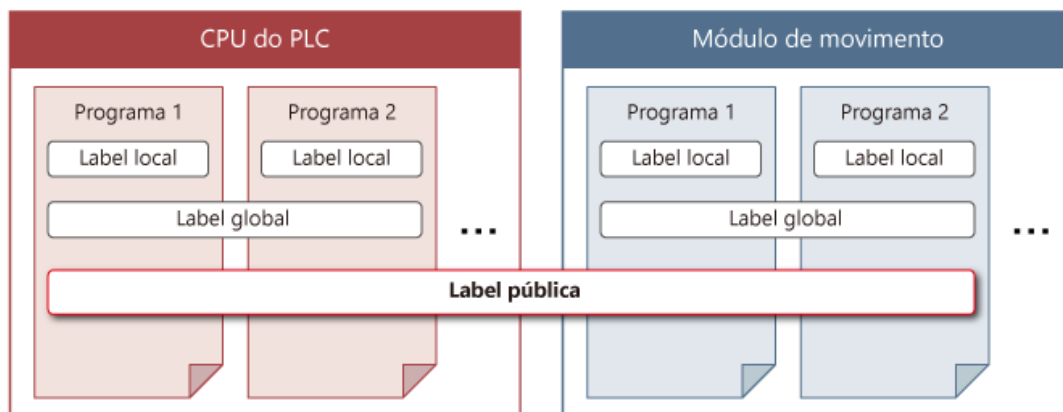 CPU do PLC
Programa 1
Programa 2
Label local
Label local
Label global
...
Módulo de movimento
Programa 1
Programa 2
Label local
Label local
Label global
...
Label pública